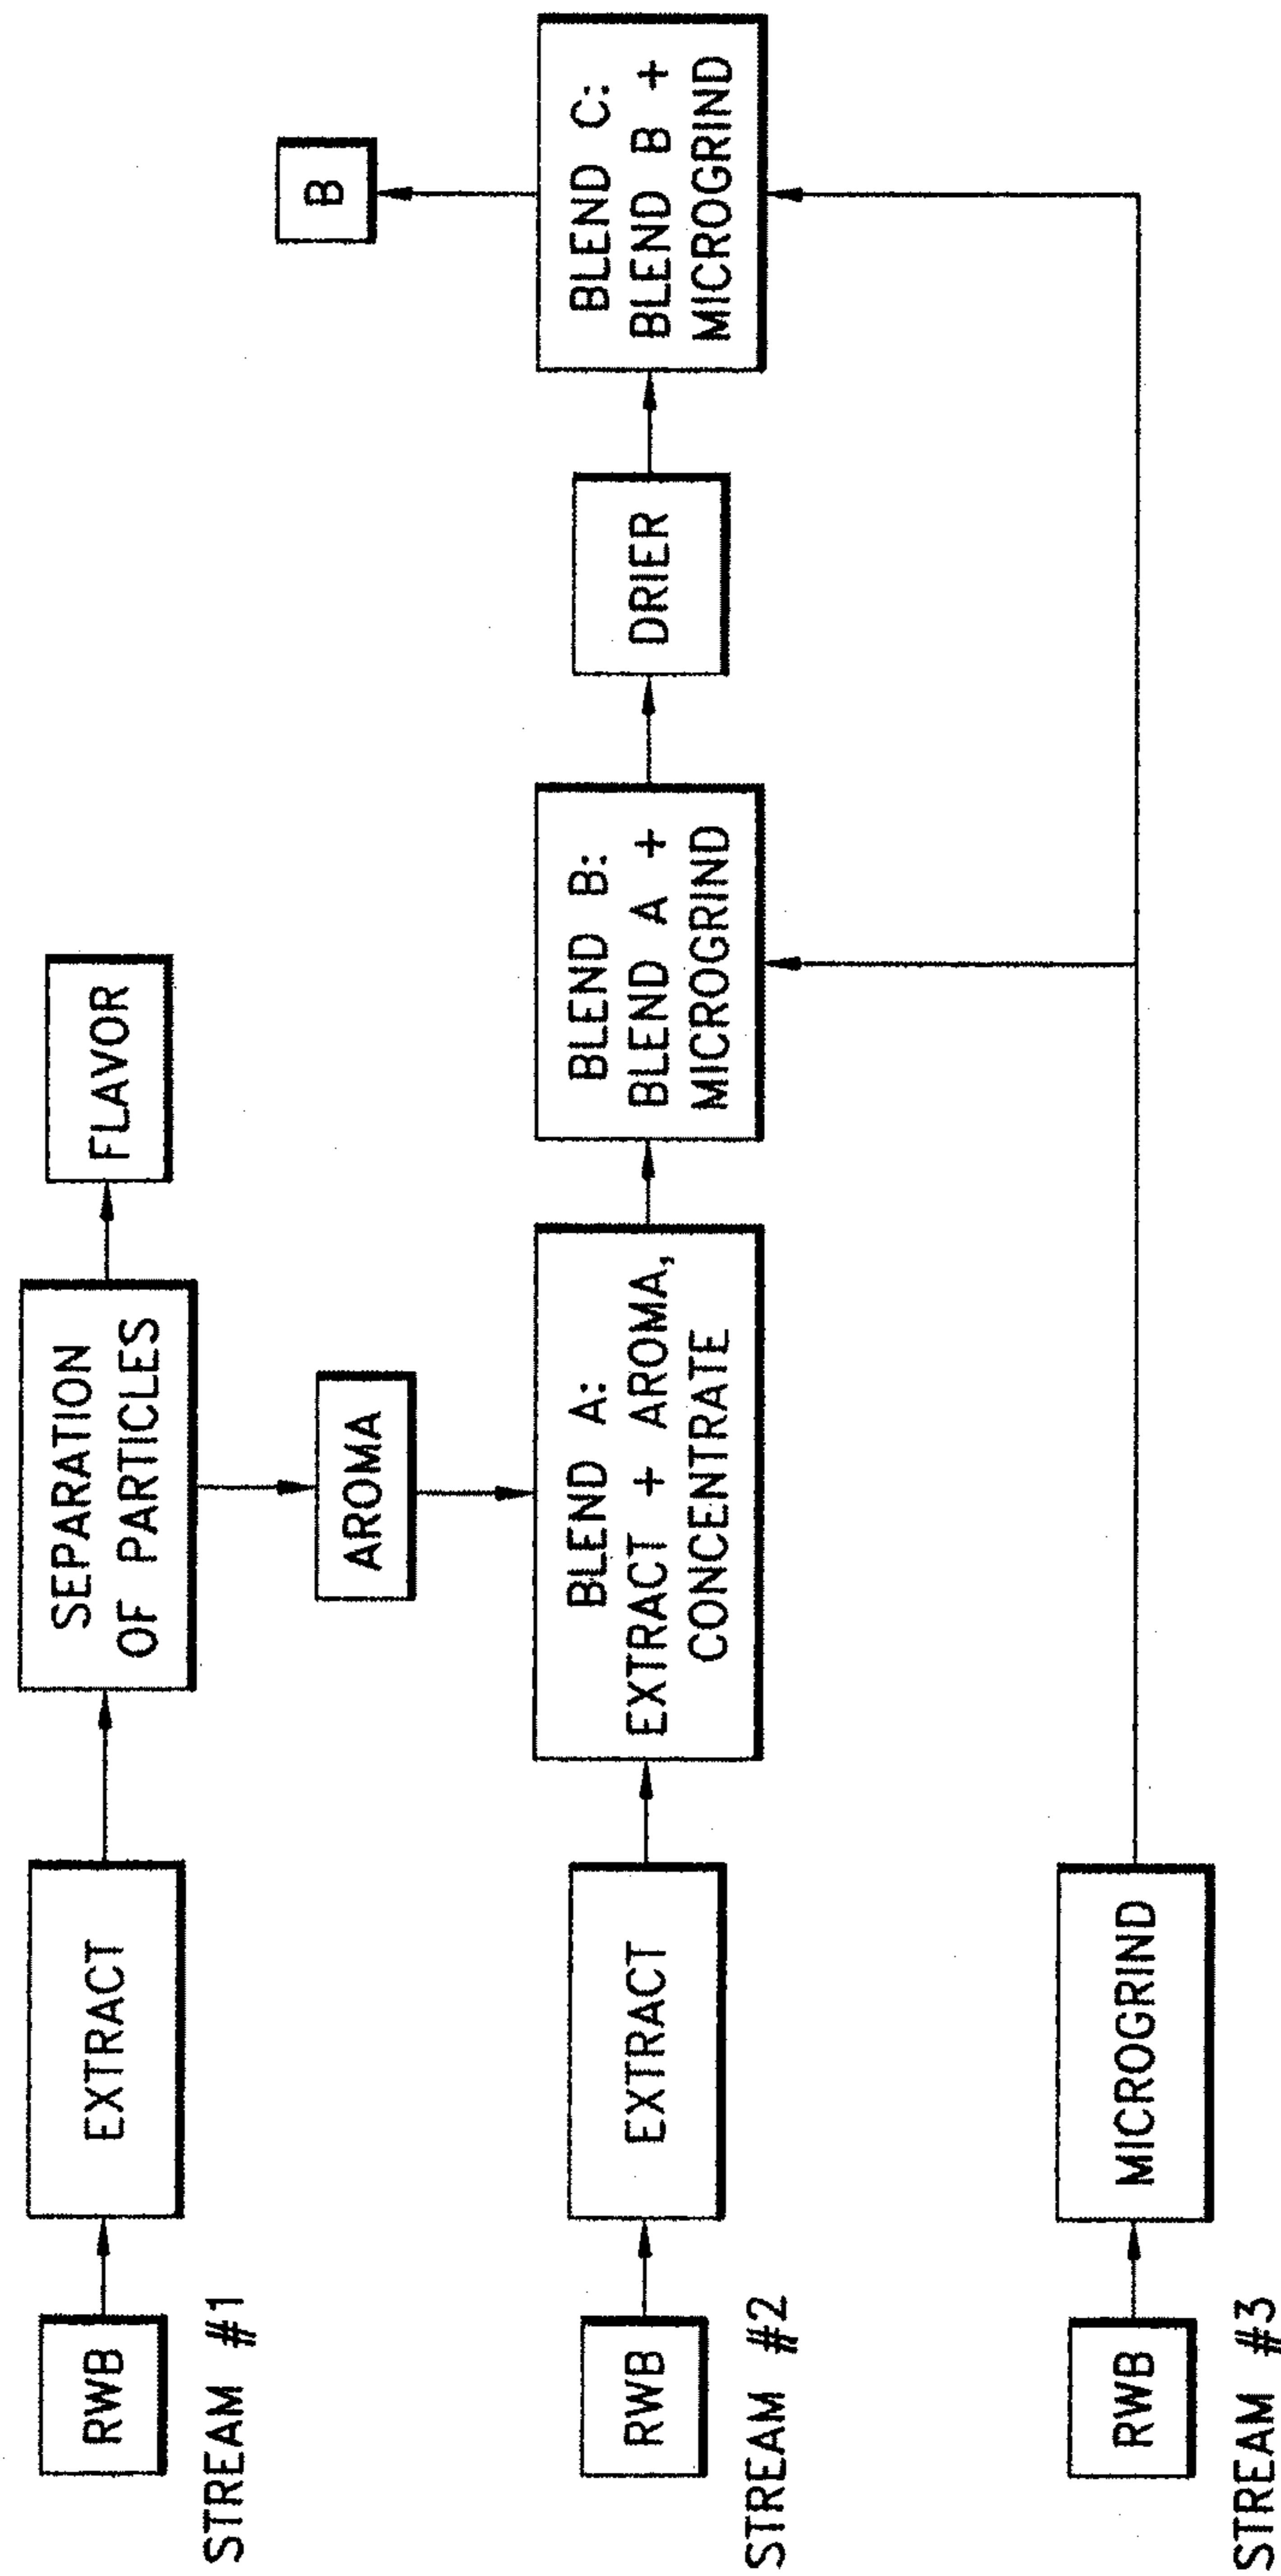 RWB
EXTRACT
SEPARATION
OF PARTICLES
FLAVOR
STREAM #1
AROMA
B
RWB
EXTRACT
BLEND A:
EXTRACT + AROMA,
CONCENTRATE
BLEND B:
BLEND A +
MICROGRIND
DRIER
BLEND C:
BLEND B +
MICROGRIND
STREAM #2
RWB
MICROGRIND
STREAM #3